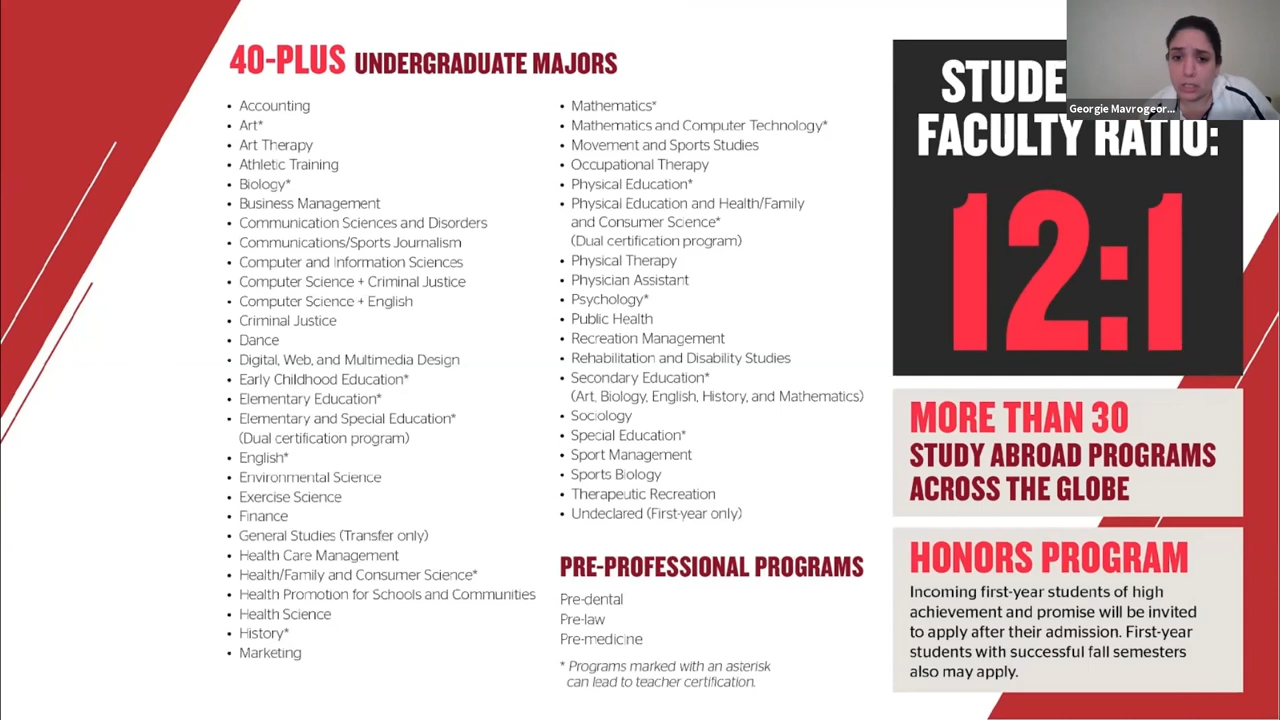 40-PLUS UNDERGRADUATE MAJORS
• Accounting
• Art*
• Art Therapy
• Athletic Training
• Biology*
• Business Management
• Communication Sciences and Disorders
• Communications/Sports Journalism
• Computer and Information Sciences
• Computer Science + Criminal Justice
• Computer Science + English
• Criminal Justice
• Dance
• Digital, Web, and Multimedia Design
• Early Childhood Education*
• Elementary Education*
• Elementary and Special Education*
(Dual certification program)
• English*
• Environmental Science
• Exercise Science
• Finance
• General Studies (Transfer only)
• Health Care Management
• Health/Family and Consumer Science*
• Health Promotion for Schools and Communities
• Health Science
• History*
• Marketing
• Mathematics*
• Mathematics and Computer Technology*
• Movement and Sports Studies
• Occupational Therapy
• Physical Education*
• Physical Education and Health/Family
and Consumer Science*
(Dual certification program)
• Physical Therapy
• Physician Assistant
• Psychology*
• Public Health
• Recreation Management
• Rehabilitation and Disability Studies
• Secondary Education*
(Art, Biology, English, History, and Mathematics)
• Sociology
• Special Education*
• Sport Management
• Sports Biology
• Therapeutic Recreation
• Undeclared (First-year only)
PRE-PROFESSIONAL PROGRAMS
Pre-dental
Pre-law
Pre-medicine
* Programs marked with an asterisk
can lead to teacher certification.
STUDE
FACULTY RATIO:
12:1
Georgie Mavrogeor...
MORE THAN 30
STUDY ABROAD PROGRAMS
ACROSS THE GLOBE
HONORS PROGRAM
Incoming first-year students of high
achievement and promise will be invited
to apply after their admission. First-year
students with successful fall semesters
also may apply.